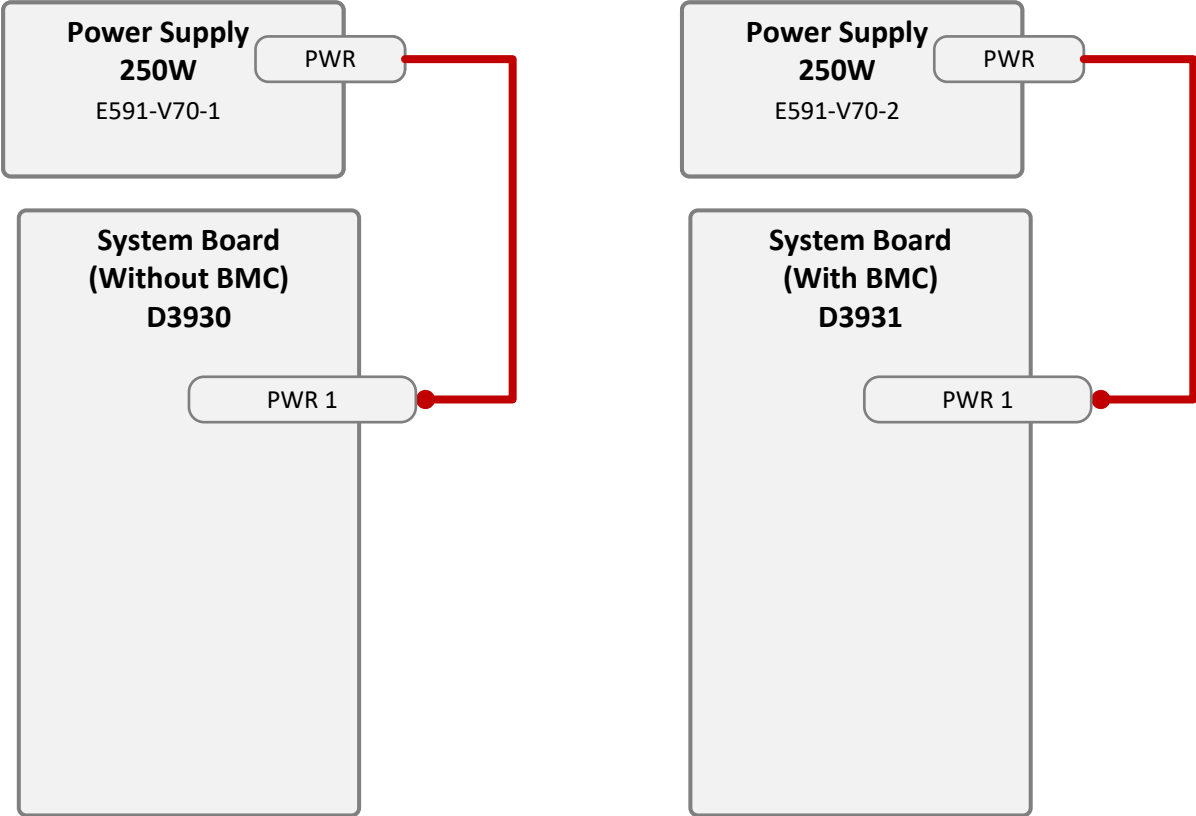 Power Supply
250W
E591-V70-1
PWR
System Board
(Without BMC)
D3930
PWR 1
Power Supply
250W
E591-V70-2
PWR
System Board
(With BMC)
D3931
PWR 1